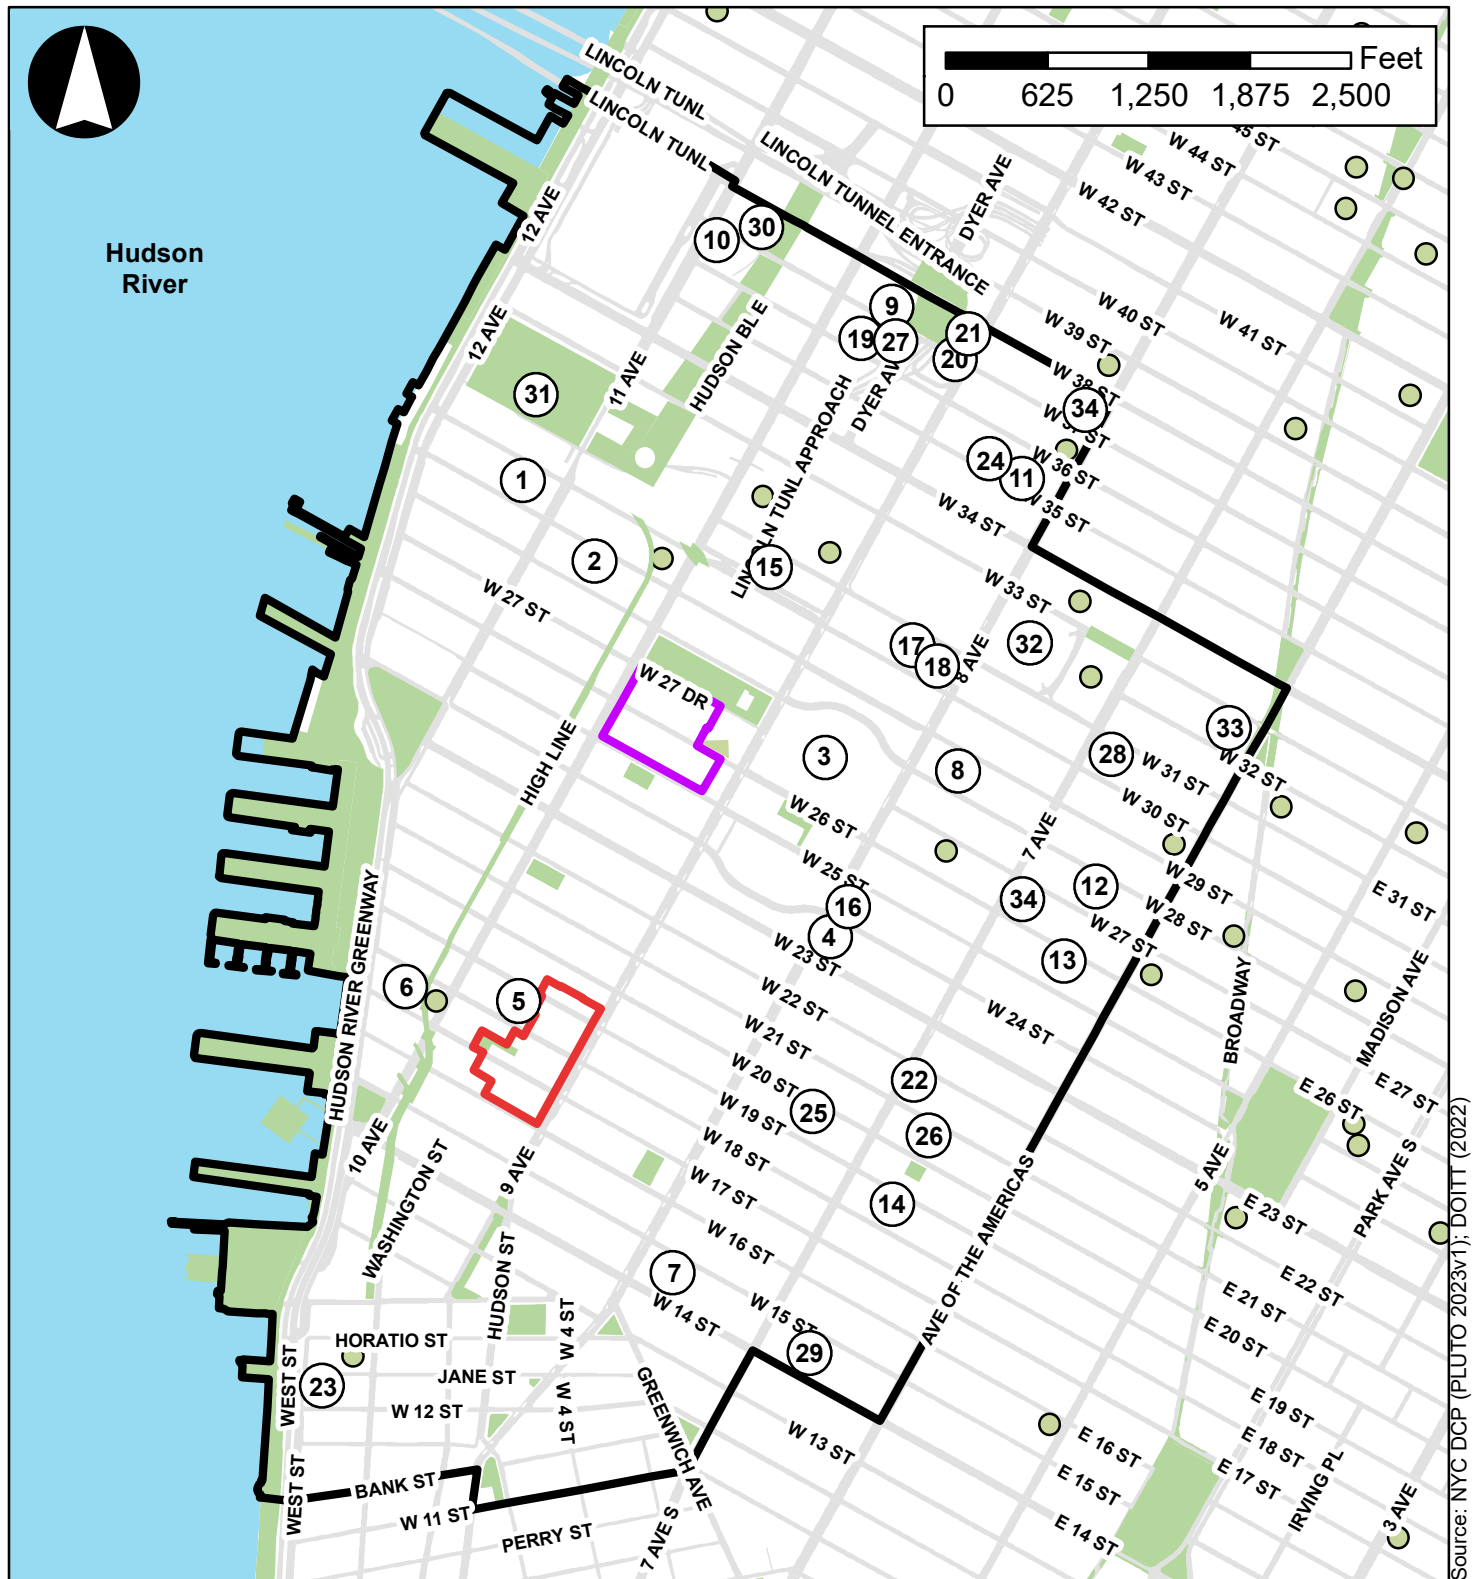 Feet
0 625 1,250 1,875 2,500
LINCOLN TUNL
LINCOLN TUNL
LINCOLN TUNNEL ENTRANCE
DYER AVE
45 ST
W 44 ST
W 43 ST
W 42 ST
12 AVE
Hudson
River
10
30
W 40 ST
W 41 ST
W 39 ST
12 AVE
HUDSON BL E
9
19
27
21
20
W 38 ST
11 AVE
31
DYER AV
34
W 37 ST
LINCOLN TUNL APPROACH
24
11
W 36 ST
W 35 ST
W 34 ST
1
2
15
W 27 ST
W 33 ST
17
18
8 AVE
32
W 27 DR
33
W 32 ST
28
W 31 ST
W 30 ST
3
8
HIGH LINE
W 26 ST
7 AVE
W 25 ST
W 29 ST
W 28 ST
W 27 ST
12
34
E 31 ST
16
4
W 23 ST
13
HUDSON RIVER GREENWAY
6
5
W 22 ST
W 24 ST
BROADWAY
MADISON AVE
W 21 ST
W 20 ST
22
E 27 ST
E 26 ST
W 19 ST
25
26
10 AVE
W 18 ST
W 17 ST
14
9 AVE
5 AVE
PARK AVE S
E 23 ST
WASHINGTON ST
W 16 ST
AVE OF THE AMERICAS
7
HUDSON ST
W 14 ST
W 15 ST
E 22 ST
E 21 ST
E 20 ST
HORATIO ST
W 4 ST
29
JANE ST
23
WEST ST
W 12 ST
W 4 ST
GREENWICH AVE
W 13 ST
E 19 ST
E 18 ST
E 17 ST
E 16 ST
E 15 ST
E 14 ST
IRVING PL
3 AVE
BANK ST
WEST ST
W 11 ST
PERRY ST
7 AVE S
Source: NYC DCP (PLUTO 2023v1); DOITT (2022)